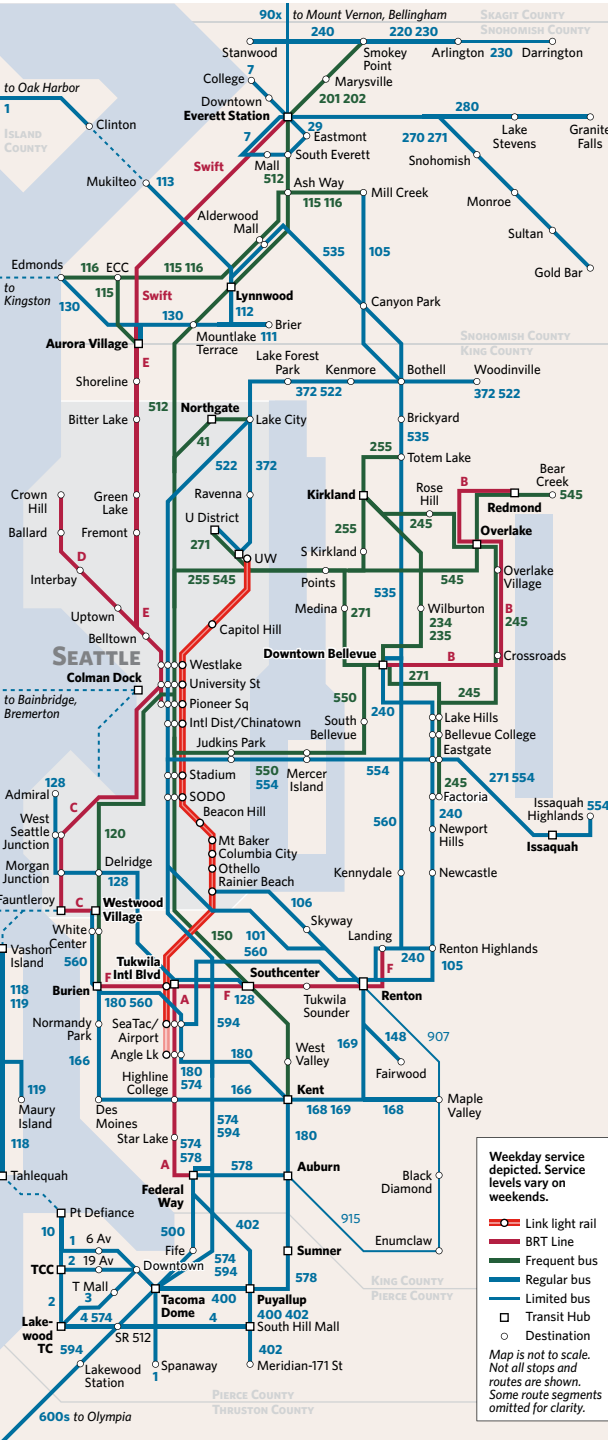 90x to Mount Vernon, Bellingham
SKAGIT COUNTY
SNOHOMISH COUNTY
240
220 230
Stanwood
Smokey
Point
Arlington
230
Darrington
7
College
Marysville
to Oak Harbor
1
Downtown
201 202
Everett Station
280
Clinton
29
ISLAND
COUNTY
7
Eastmont
270 271
Lake
Stevens
Granite
Falls
Swift
Mall
South Everett
Snohomish
512
Mukilteo
113
Ash Way
Mill Creek
115 116
Monroe
Alderwood
Mall
Sultan
535
105
Gold Bar
Edmonds
116
ECC
115 116
to
Kingston
115
Swift
Lynnwood
Canyon Park
130
130
112
Brier
111
Mountlake
Terrace
SNOHOMISH COUNTY
KING COUNTY
Aurora Village
E
Lake Forest
Park
Kenmore
Bothell
Woodinville
Shoreline
372 522
372 522
512
Northgate
Bitter Lake
Lake City
Brickyard
535
41
255
Totem Lake
522
372
Bear
Creek
Crown
Hill
Green
Lake
Ravenna
Kirkland
Rose
Hill
B
545
Redmond
U District
245
Ballard
Fremont
255
Overlake
D
271
UW
S Kirkland
Interbay
255 545
Points
545
Overlake
Village
535
Uptown
E
Medina
271
Wilburton
B
245
Capitol Hill
234
235
Belltown
SEATTLE
Downtown Bellevue
B
Crossroads
Westlake
Colman Dock
University St
271
to Bainbridge,
Bremerton
Pioneer Sq
550
240
245
Intl Dist/Chinatown
South
Bellevue
Lake Hills
Bellevue College
Judkins Park
Eastgate
128
Stadium
550
554
Mercer
Island
554
271 554
Admiral
SODO
245
Factoria
C
Beacon Hill
240
Issaquah
Highlands
554
West
Seattle
Junction
120
Mt Baker
560
Newport
Hills
Issaquah
Columbia City
Delridge
Othello
Morgan
Junction
128
Rainier Beach
Kennydale
Newcastle
Fauntleroy
C
Westwood
Village
106
150
Skyway
White
Center
101
Landing
Vashon
Island
560
Tukwila
Intl Blvd
560
240
Renton Highlands
Southcenter
105
F
118
119
Burien
F
A
F
128
Renton
180 560
Tukwila
Sounder
Normandy
Park
SeaTac/
Airport
594
907
169
148
West
Valley
166
Angle Lk
180
Fairwood
180
574
119
Highline
College
166
Kent
Maury
Island
Des
Moines
168 169
168
Maple
Valley
574
594
Star Lake
574
578
180
118
A
578
Auburn
Black
Diamond
Tahlequah
Federal
Way
Pt Defiance
915
402
10
500
6 Av
1
Fife
Sumner
Enumclaw
2
19 Av
Downtown
574
594
TCC
KING COUNTY
PIERCE COUNTY
T Mall
578
3
Tacoma
Dome
400
Puyallup
2
400 402
Lake-
wood
TC
4 574
4
South Hill Mall
SR 512
594
402
Lakewood
Station
Spanaway
Meridian-171 St
1
PIERCE COUNTY
THURSTON COUNTY
600s to Olympia
Weekday service
depicted. Service
levels vary on
weekends.
Link light rail
BRT Line
Frequent bus
Regular bus
Limited bus
Transit Hub
Destination
Map is not to scale.
Not all stops and
routes are shown.
Some route segments
omitted for clarity.